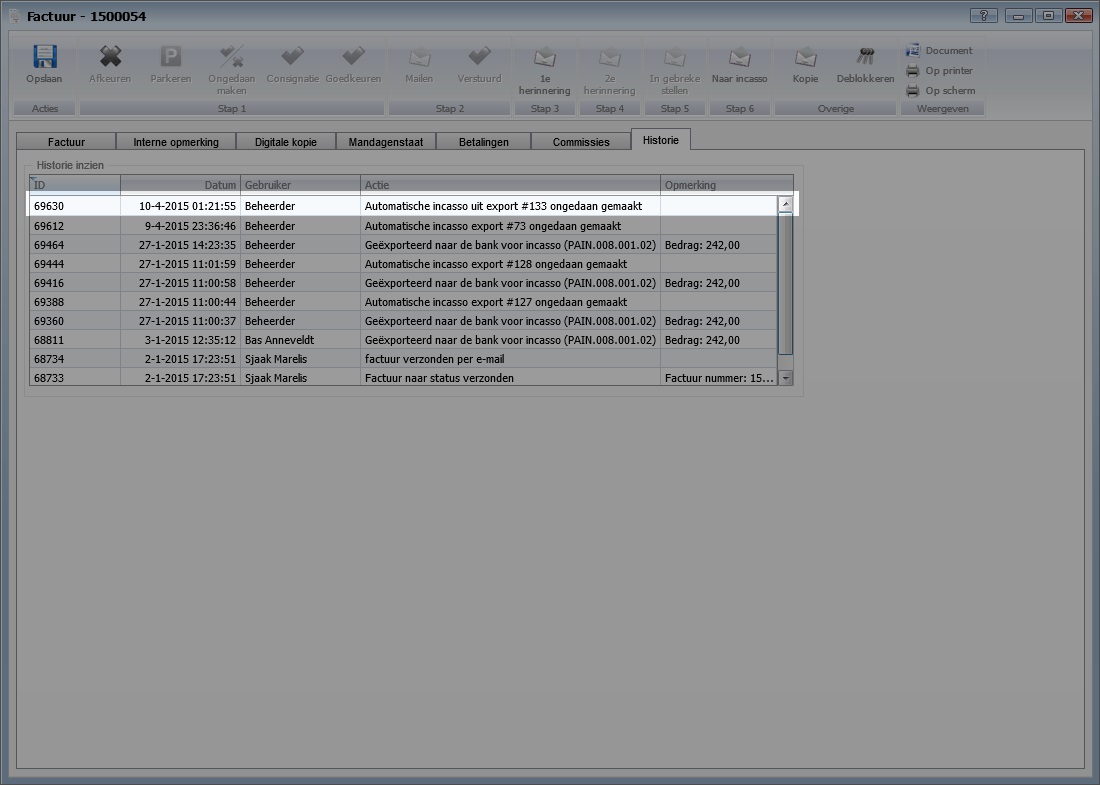 Factuur - 1500054
Opslaan
Afkeuren
Parkeren
Ongedaan
maken
Consignatie
Goedkeuren
Mailen
Verstuurd
1e
herinnering
2e
herinnering
In gebreke
stellen
Naar incasso
Kopie
Deblokkeren
Document
Op printer
Op scherm
Acties
Stap 1
Stap 2
Stap 3
Stap 4
Stap 5
Stap 6
Overige
Weergeven
Factuur Interne opmerking Digitale kopie Mandagenstaat Betalingen Commissies Historie
Historie inzien
ID Datum Gebruiker Actie Opmerking
69630 10-4-2015 01:21:55 Beheerder Automatische incasso uit export #133 ongedaan gemaakt
69612 9-4-2015 23:36:46 Beheerder Automatische incasso export #73 ongedaan gemaakt
69464 27-1-2015 14:23:35 Beheerder Geëxporteerd naar de bank voor incasso (PAIN.008.001.02) Bedrag: 242,00
69444 27-1-2015 11:01:59 Beheerder Automatische incasso export #128 ongedaan gemaakt
69416 27-1-2015 11:00:58 Beheerder Geëxporteerd naar de bank voor incasso (PAIN.008.001.02) Bedrag: 242,00
69388 27-1-2015 11:00:44 Beheerder Automatische incasso export #127 ongedaan gemaakt
69360 27-1-2015 11:00:37 Beheerder Geëxporteerd naar de bank voor incasso (PAIN.008.001.02) Bedrag: 242,00
68811 3-1-2015 12:35:12 Bas Anneveldt Geëxporteerd naar de bank voor incasso (PAIN.008.001.02) Bedrag: 242,00
68734 2-1-2015 17:23:51 Sjaak Marelis factuur verzonden per e-mail
68733 2-1-2015 17:23:51 Sjaak Marelis Factuur naar status verzonden Factuur nummer: 15...